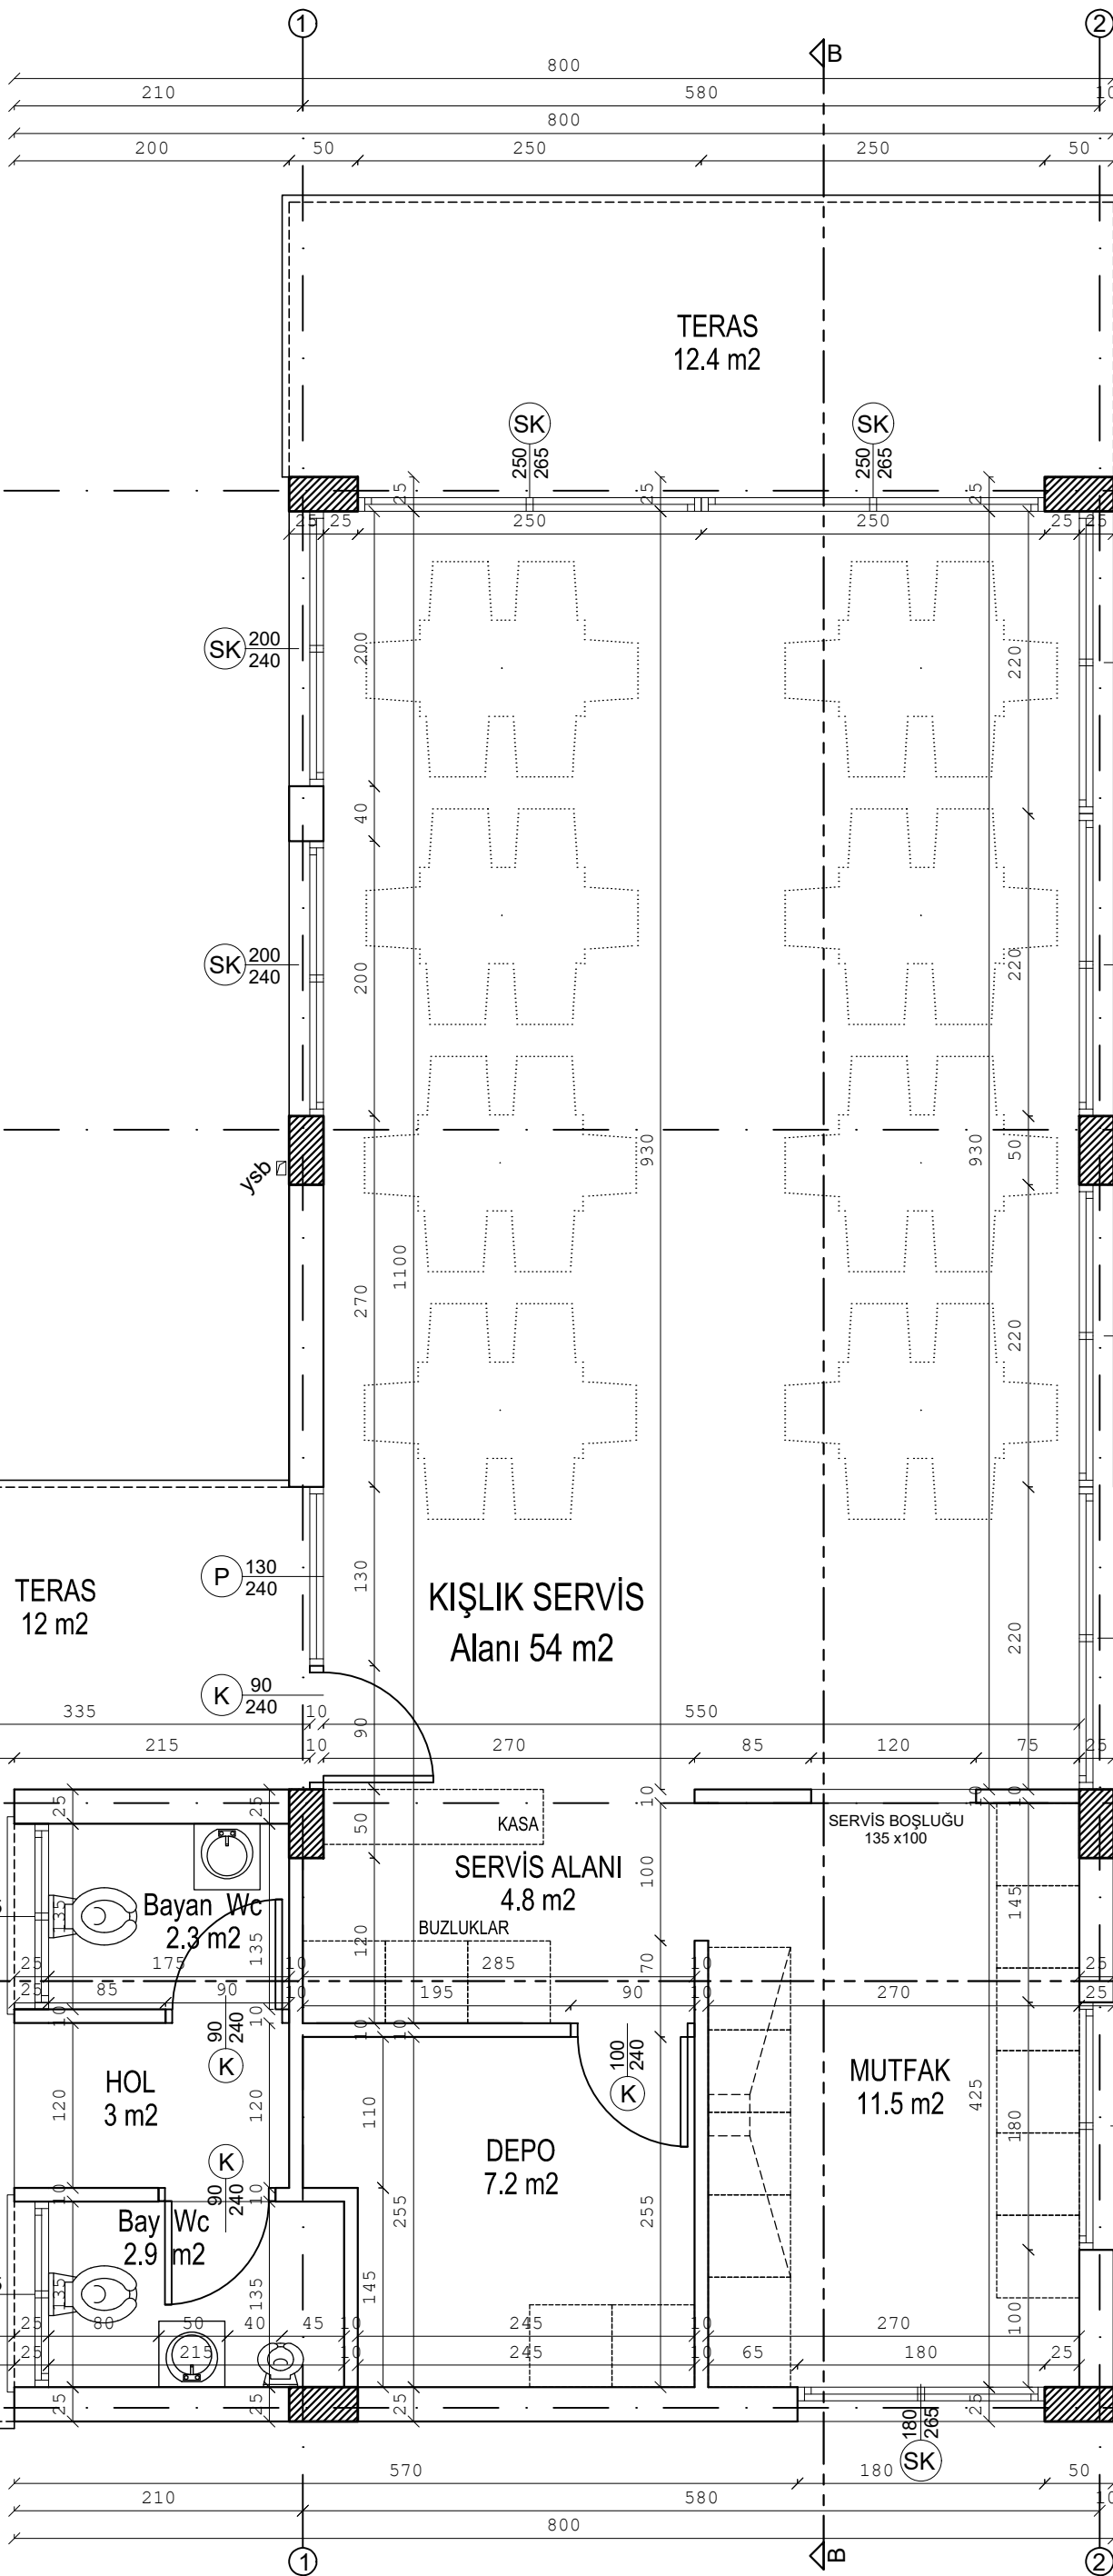 1
2
B
800
210 580 10
800
200 50 250 250 50
TERAS
12.4 m2
SK SK
250 265 250 265
25 25 25
25 25 250 250 25 25
SK 200
240
200 220
40
SK 200
240
200 220
930 930 50
ysb
1100
270
220
TERAS
12 m2
P 130
240
130
KIŞLIK SERVİS
Alanı 54 m2
220
K 90
240
90
335 10 550
215 10 270 85 120 75 25
25 25 50 10 10 10
KASA
SERVİS BOŞLUĞU
135 x100
SERVİS ALANI
4.8 m2
100 145
Bayan Wc
2.3 m2
135 135 120
BUZLUKLAR
70
25 175 10 285 10 25
25 85 90 10 195 90 10 270 25
10 10 10 10
90 240
K
100 240
K
HOL
3 m2
120 120 110
MUTFAK
11.5 m2
425 180
DEPO
7.2 m2
K
90 240
10 10
255 255
Bay Wc
2.9 m2
135 135 145
100
25 80 50 40 45 10 245 10 270
25 215 10 245 10 65 180 25
25 25 25 25
180 265
SK
570 180 50
210 580 10
800
B
1
2